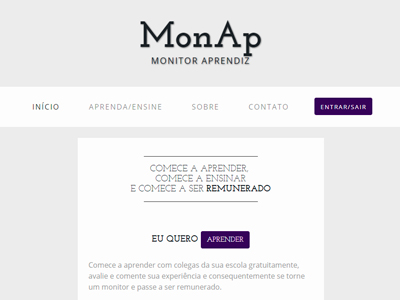 MonAp
MONITOR APRENDIZ
INÍCIO APRENDA/ENSINE SOBRE CONTATO ENTRAR/SAIR
COMECE A APRENDER,
COMECE A ENSINAR
E COMECE A SER REMUNERADO
EU QUERO APRENDER
Comece a aprender com colegas da sua escola gratuitamente,
avalie e comente sua experiência e consequentemente se torne
um monitor e passe a ser remunerado.